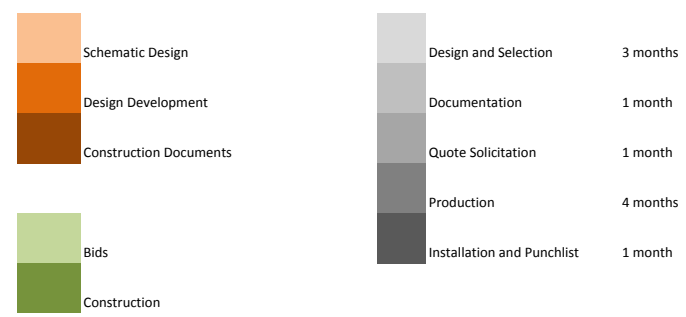 Schematic Design
Design Development
Construction Documents
Bids
Construction
Design and Selection 3 months
Documentation 1 month
Quote Solicitation 1 month
Production 4 months
Installation and Punchlist 1 month